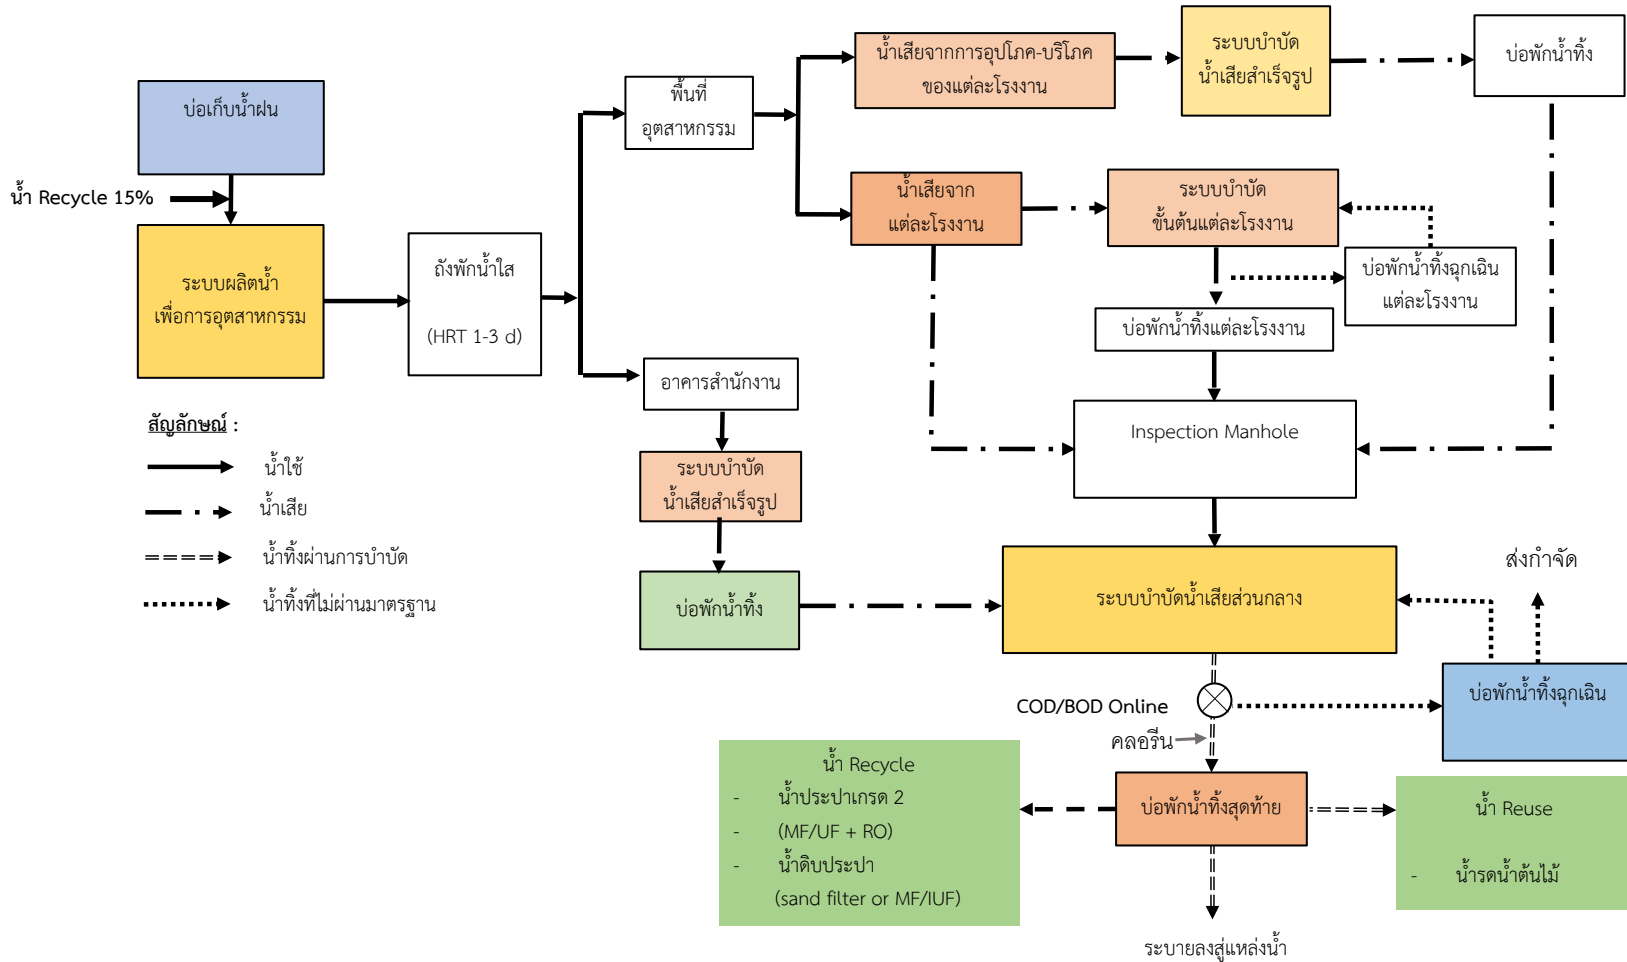 บ่อเก็บน้ำฝน
น้ำ Recycle 15%
ระบบผลิตน้ำ
เพื่อการอุตสาหกรรม
ถังพักน้ำใส
(HRT 1-3 d)
พื้นที่
อุตสาหกรรม
น้ำเสียจากการอุปโภค-บริโภค
ของแต่ละโรงงาน
ระบบบำบัด
น้ำเสียสำเร็จรูป
บ่อพักน้ำทิ้ง
น้ำเสียจาก
แต่ละโรงงาน
ระบบบำบัด
ขั้นต้นแต่ละโรงงาน
บ่อพักน้ำทิ้งฉุกเฉิน
แต่ละโรงงาน
บ่อพักน้ำทิ้งแต่ละโรงงาน
Inspection Manhole
อาคารสำนักงาน
ระบบบำบัด
น้ำเสียสำเร็จรูป
บ่อพักน้ำทิ้ง
สัญลักษณ์ :
น้ำใช้
น้ำเสีย
น้ำทิ้งผ่านการบำบัด
น้ำทิ้งที่ไม่ผ่านมาตรฐาน
ระบบบำบัดน้ำเสียส่วนกลาง
ส่งกำจัด
บ่อพักน้ำทิ้งฉุกเฉิน
COD/BOD Online
คลอรีน
บ่อพักน้ำทิ้งสุดท้าย
น้ำ Recycle
- น้ำประปาเกรด 2
- (MF/UF + RO)
- น้ำดิบประปา
(sand filter or MF/IUF)
น้ำ Reuse
- น้ำรดน้ำต้นไม้
ระบายลงสู่แหล่งน้ำ